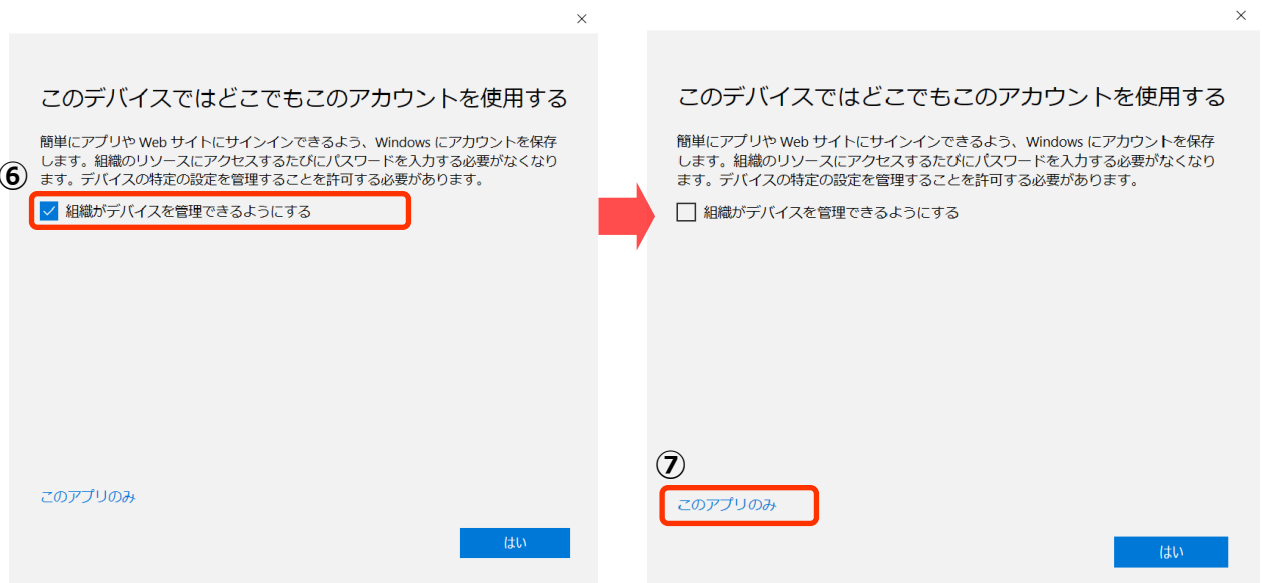 このデバイスではどこでもこのアカウントを使用する
簡単にアプリや Web サイトにサインインできるよう、Windows にアカウントを保存
します。組織のリソースにアクセスするたびにパスワードを入力する必要がなくなり
ます。デバイスの特定の設定を管理することを許可する必要があります。
⑥
組織がデバイスを管理できるようにする
このアプリのみ
はい
このデバイスではどこでもこのアカウントを使用する
簡単にアプリや Web サイトにサインインできるよう、Windows にアカウントを保存
します。組織のリソースにアクセスするたびにパスワードを入力する必要がなくなり
ます。デバイスの特定の設定を管理することを許可する必要があります。
組織がデバイスを管理できるようにする
⑦
このアプリのみ
はい